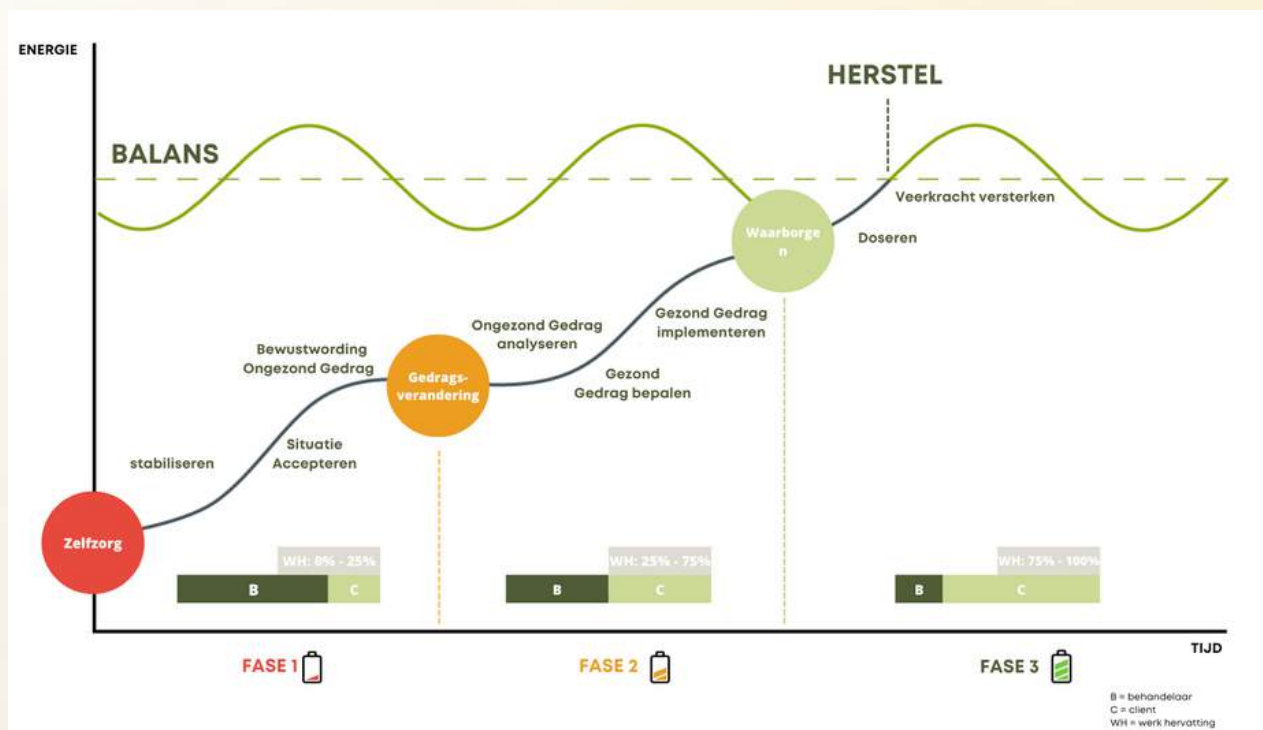 ENERGIE
HERSTEL
BALANS
Veerkracht versterken
Waarborge
n
Doseren
Gezond Gedrag
implementeren
Ongezond Gedrag
analyseren
Bewustwording
Ongezond Gedrag
Gedrags-
verandering
Gezond
Gedrag bepalen
Situatie
Accepteren
stabiliseren
Zelfzorg
WH: 0% - 25%
B
C
WH: 25% - 75%
B
C
WH: 75% - 100%
B
C
TIJD
FASE 1
FASE 2
FASE 3
B = behandelaar
C = client
WH = werk hervatting